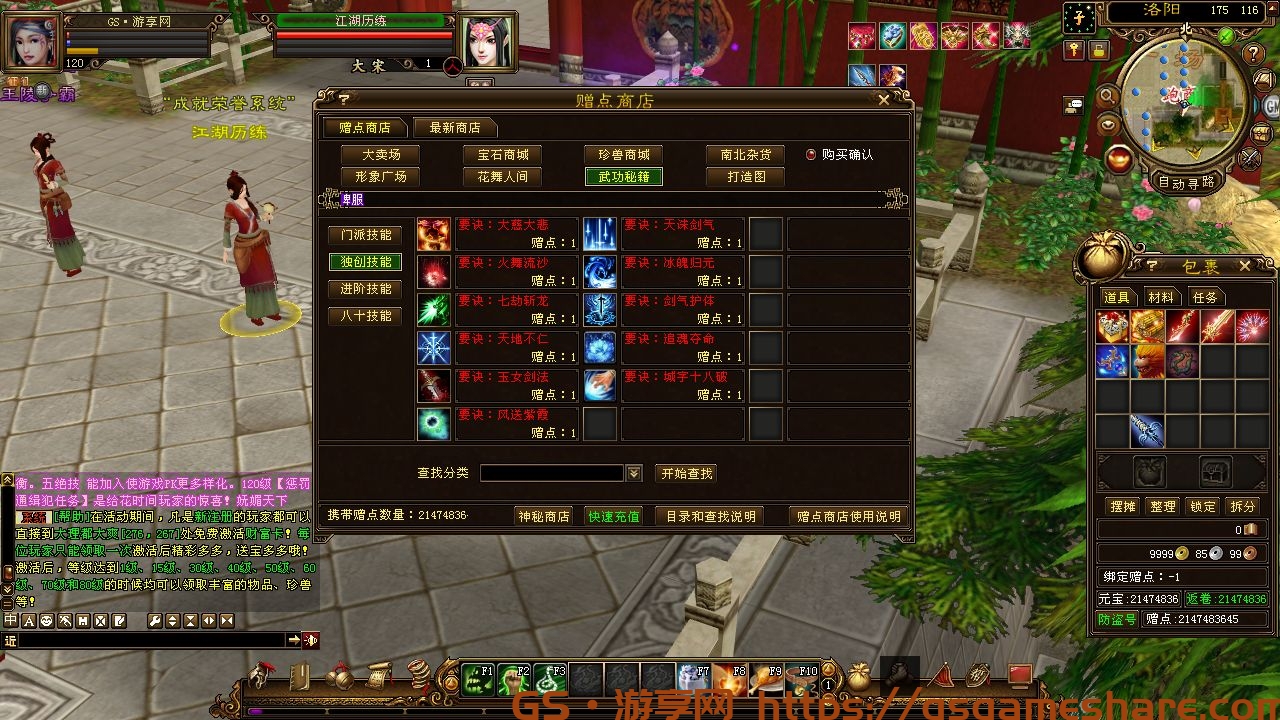 GS·游享网
120
江湖历练
大宋
1
王陵
霸
"成就荣誉系统"
江湖历练
洛阳
175 116
北
自动寻路
赠点商店
赠点商店
最新商店
大卖场
宝石商城
珍兽商城
南北杂货
购买确认
形象广场
花舞人间
武功秘籍
打造图
门派技能
独创技能
进阶技能
八十技能
要诀:大慈大悲
赠点:1
要诀:天诛剑气
赠点:1
要诀:火舞流沙
赠点:1
要诀:冰魄归元
赠点:1
要诀:七劫斩龙
赠点:1
要诀:剑气护体
赠点:1
要诀:天地不仁
赠点:1
要诀:追魂夺命
赠点:1
要诀:玉女剑法
赠点:1
要诀:城宇十八破
赠点:1
要诀:风送紫霞
赠点:1
查找分类
开始查找
携带赠点数量:21474836
神秘商店
快速充值
目录和查找说明
赠点商店使用说明
包裹
道具
材料
任务
摆摊
整理
锁定
拆分
0
9999 85 99
绑定赠点:-1
元宝:21474836
返卷:21474836
防盗号
赠点:2147483645
衡。五绝技 能加入使游戏PK更多样化。120级【惩罚
通缉犯任务】是给花时间玩家的惊喜!妩媚天下
[帮助]在活动期间,凡是新注册的玩家都可以
直接到大理都大爽[276,267]处免费激活财富卡!每
位玩家只能领取一次激活后精彩多多,送宝多多哦!
激活后,等级达到1级、15级、30级、40级、50级、60
级、70级和80级的时候均可以领取丰富的物品、珍兽
等!
近
F1 F2 F3 F7 F8 F9 F10
1
GS·游享网 https://gsgameshare.com